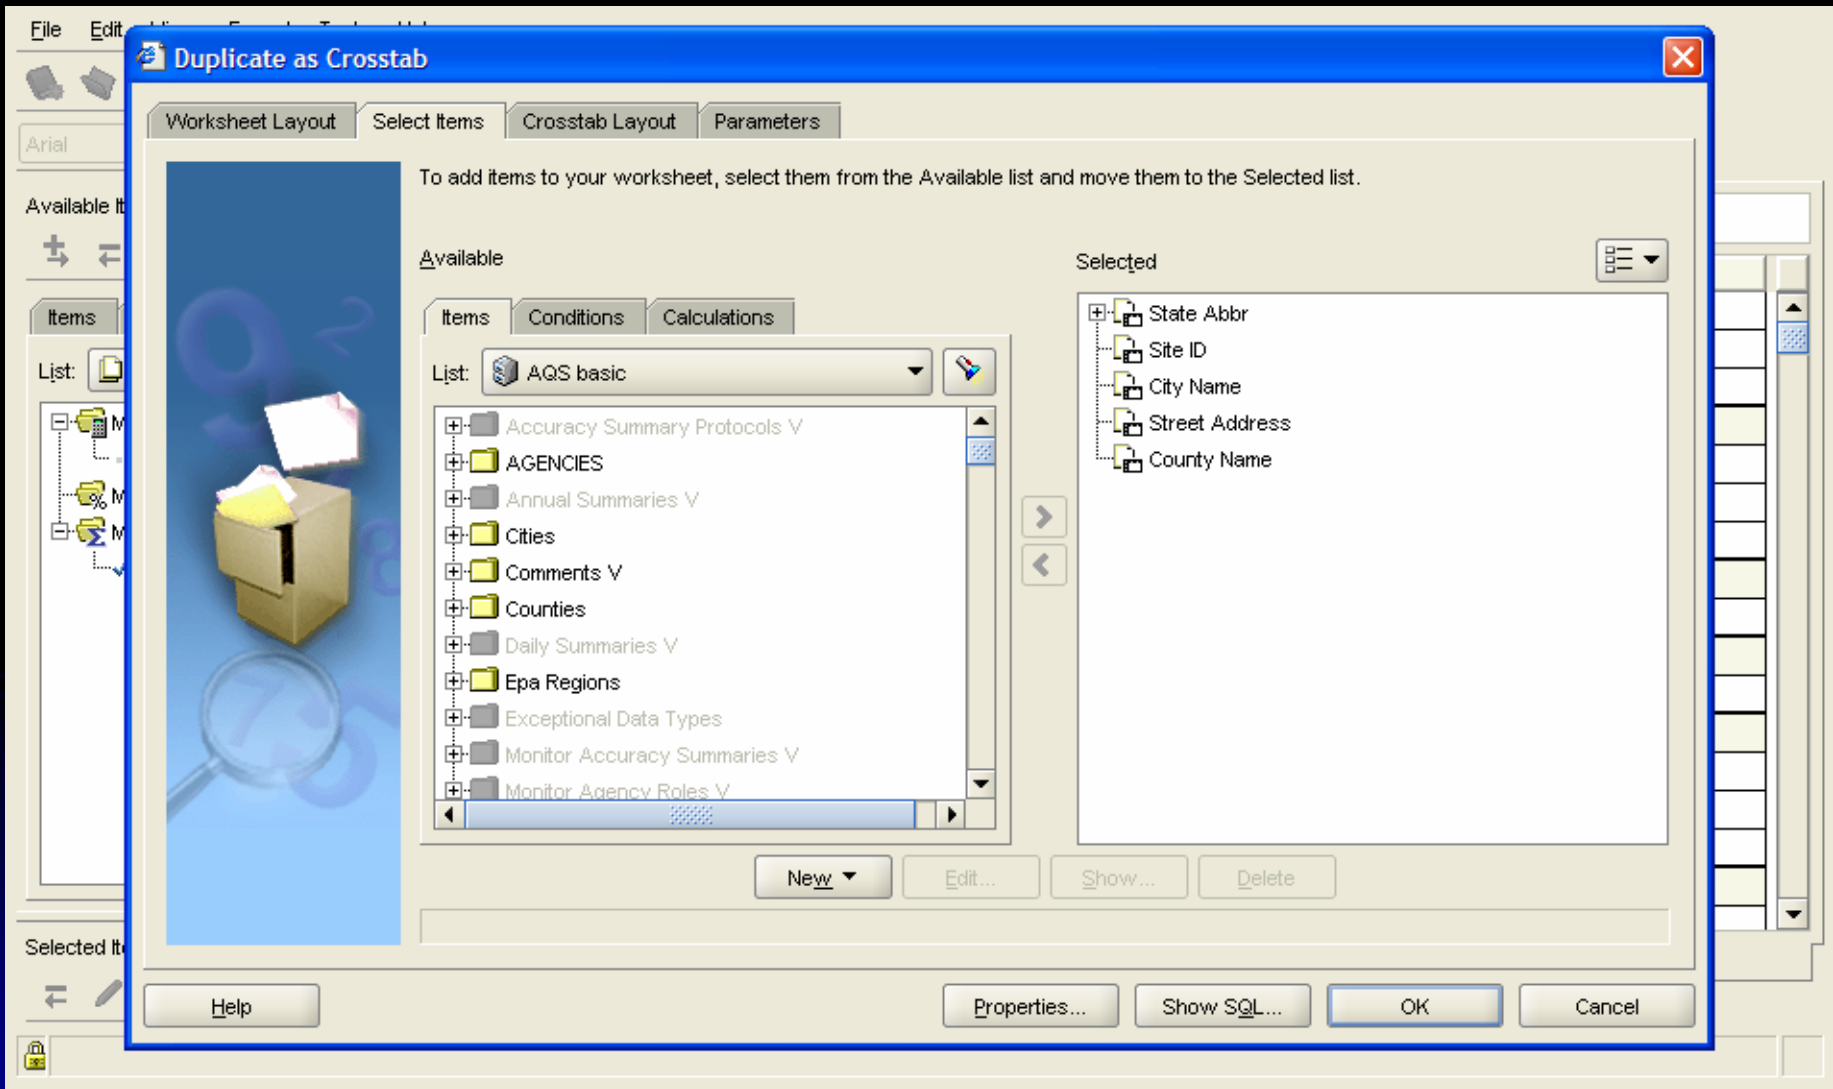 File Edit
Duplicate as Crosstab
Worksheet Layout Select Items Crosstab Layout Parameters
Arial
To add items to your worksheet, select them from the Available list and move them to the Selected list.
Available It
Available
Selected
Items
Items Conditions Calculations
List:
List: AQS basic
State Abbr
Site ID
City Name
Street Address
County Name
Accuracy Summary Protocols V
AGENCIES
Annual Summaries V
Cities
Comments V
Counties
Daily Summaries V
Epa Regions
Exceptional Data Types
Monitor Accuracy Summaries V
Monitor Agency Roles V
M
M
M
New Edit... Show... Delete
Selected Ite
Help Properties... Show SQL... OK Cancel